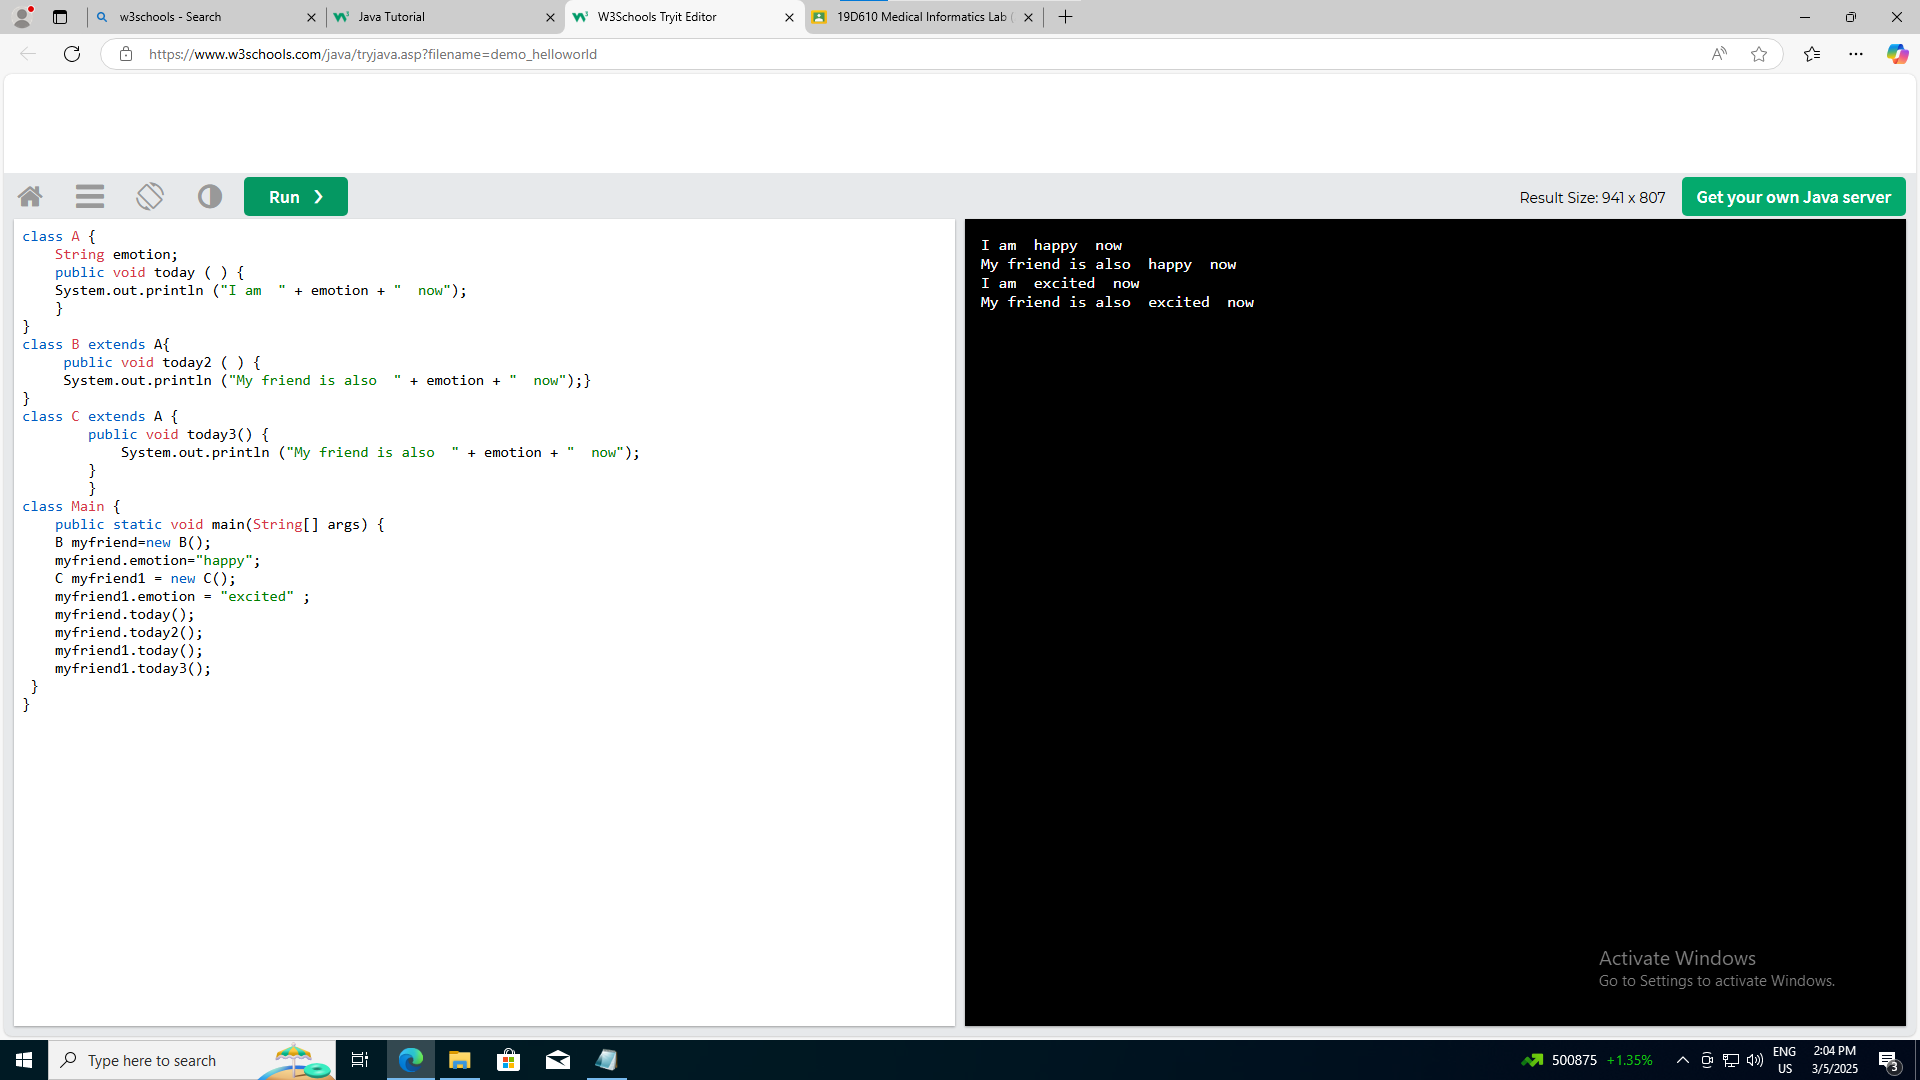 w3schools - Search
Java Tutorial
W3Schools Tryit Editor
19D610 Medical Informatics Lab (
https://www.w3schools.com/java/tryjava.asp?filename=demo_helloworld
Run ❯
Result Size: 941 x 807
Get your own Java server
class A {
    String emotion;
    public void today ( ) {
    System.out.println ("I am  " + emotion + "  now");
    }
}
class B extends A{
     public void today2 ( ) {
     System.out.println ("My friend is also  " + emotion + "  now");}
}
class C extends A {
        public void today3() {
            System.out.println ("My friend is also  " + emotion + "  now");
        }
        }
class Main {
    public static void main(String[] args) {
    B myfriend=new B();
    myfriend.emotion="happy";
    C myfriend1 = new C();
    myfriend1.emotion = "excited" ;
    myfriend.today();
    myfriend.today2();
    myfriend1.today();
    myfriend1.today3();
 }
}
I am  happy  now
My friend is also  happy  now
I am  excited  now
My friend is also  excited  now
Activate Windows
Go to Settings to activate Windows.
Type here to search
500875 +1.35%
ENG
US
2:04 PM
3/5/2025
3